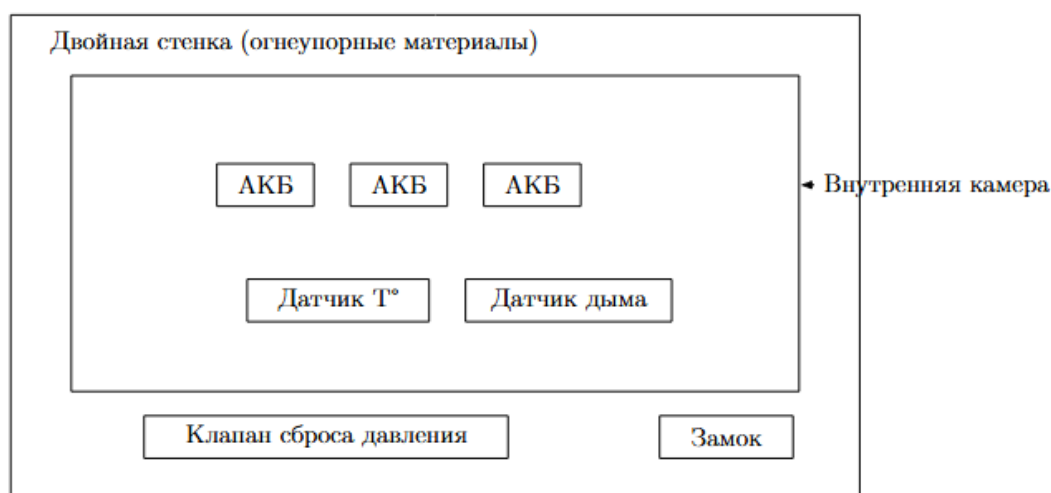 Двойная стенка (огнеупорные материалы)
АКБ АКБ АКБ
Внутренняя камера
Датчик Т°
Датчик дыма
Клапан сброса давления
Замок